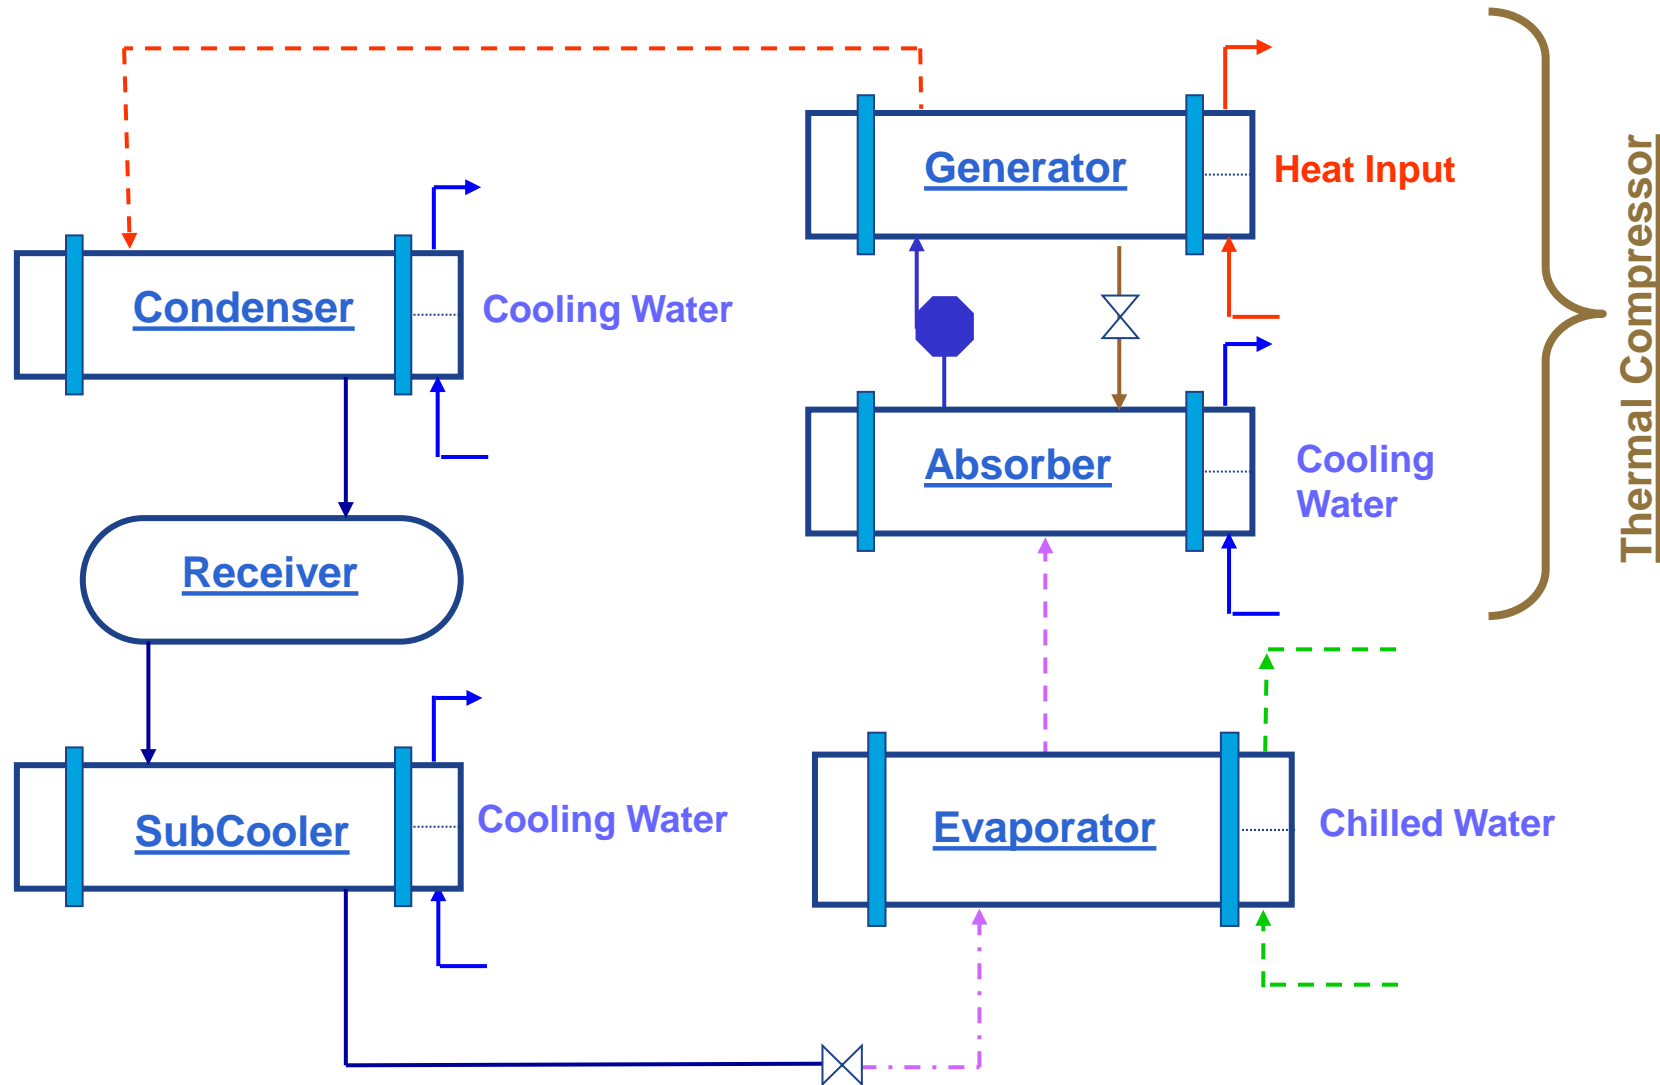 Generator
Heat Input
Condenser
Cooling Water
Absorber
Cooling
Water
Thermal Compressor
Receiver
SubCooler
Cooling Water
Evaporator
Chilled Water